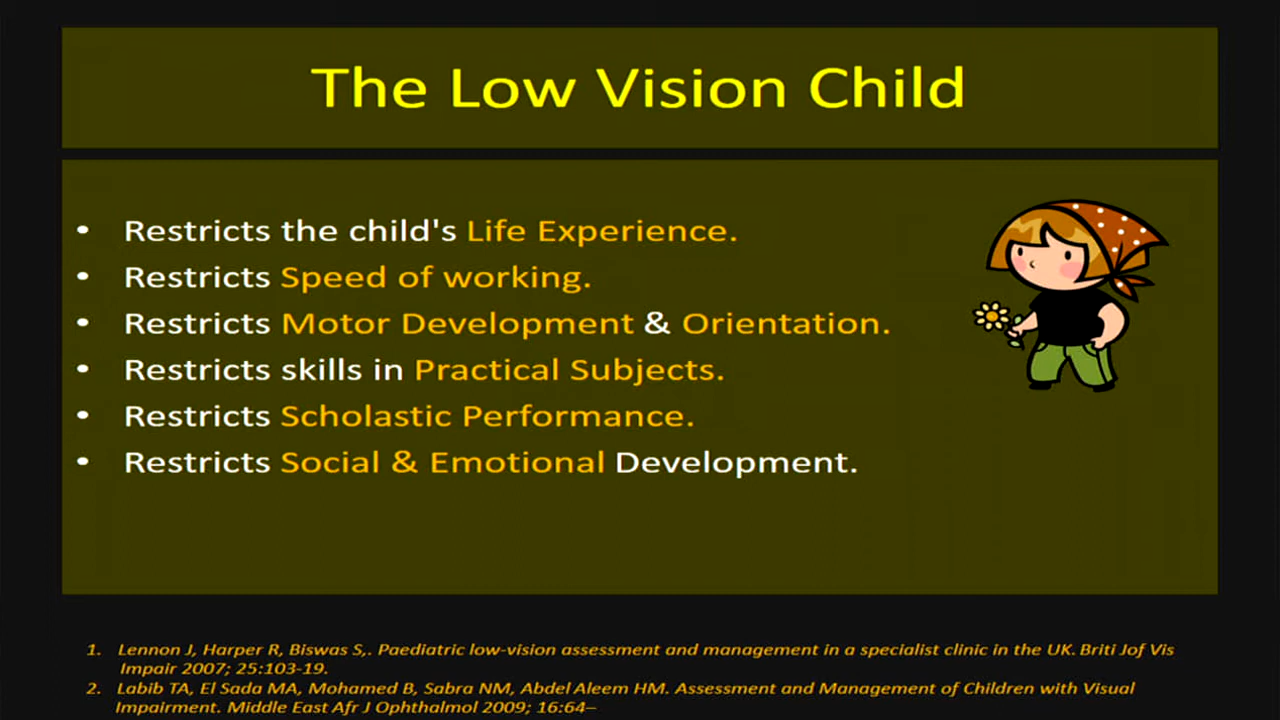 The Low Vision Child
• Restricts the child's Life Experience.
• Restricts Speed of working.
• Restricts Motor Development & Orientation.
• Restricts skills in Practical Subjects.
• Restricts Scholastic Performance.
• Restricts Social & Emotional Development.
1. Lennon J, Harper R, Biswas S,. Paediatric low-vision assessment and management in a specialist clinic in the UK. Briti Jof Vis
Impair 2007; 25:103-19.
2. Labib TA, El Sada MA, Mohamed B, Sabra NM, Abdel Aleem HM. Assessment and Management of Children with Visual
Impairment. Middle East Afr J Ophthalmol 2009; 16:64–